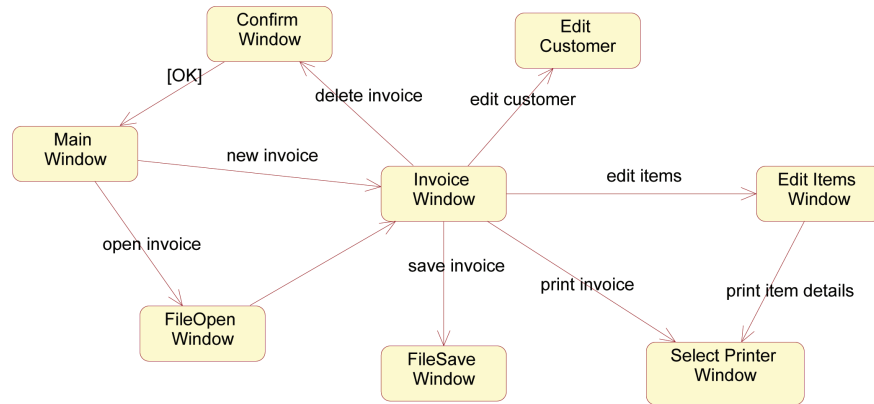 Confirm
Window
Edit
Customer
[OK]
delete invoice
edit customer
Main
Window
new invoice
Invoice
Window
edit items
Edit Items
Window
open invoice
save invoice
print invoice
print item details
FileOpen
Window
FileSave
Window
Select Printer
Window